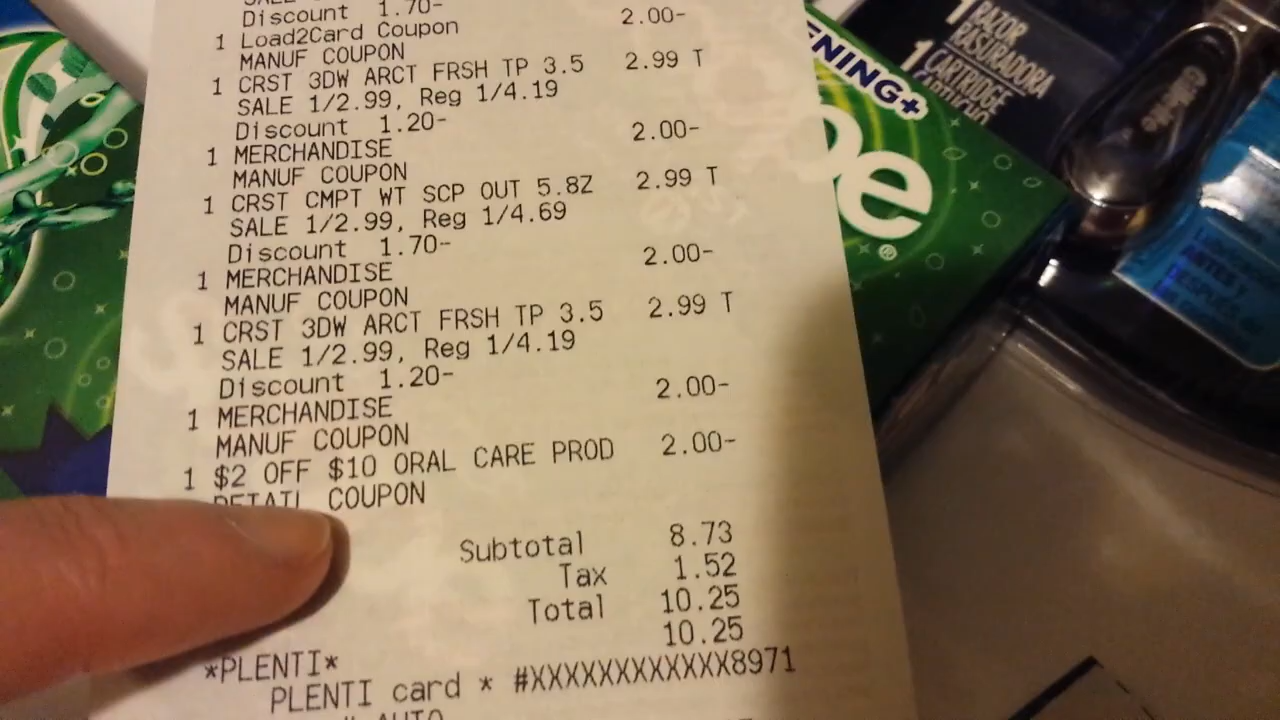 Discount 1.70-
1 Load2Card Coupon 2.00-
MANUF COUPON
1 CRST 3DW ARCT FRSH TP 3.5 2.99 T
SALE 1/2.99, Reg 1/4.19
Discount 1.20-
1 MERCHANDISE 2.00-
MANUF COUPON
1 CRST CMPT WT SCP OUT 5.8Z 2.99 T
SALE 1/2.99, Reg 1/4.69
Discount 1.70-
1 MERCHANDISE 2.00-
MANUF COUPON
1 CRST 3DW ARCT FRSH TP 3.5 2.99 T
SALE 1/2.99, Reg 1/4.19
Discount 1.20-
1 MERCHANDISE 2.00-
MANUF COUPON
1 $2 OFF $10 ORAL CARE PROD 2.00-
RETAIL COUPON
Subtotal 8.73
Tax 1.52
Total 10.25
10.25
*PLENTI*
PLENTI card * #XXXXXXXXXXXX8971
AUTO
ENING+
pe®
1 RAZOR
RASURADORA
1 CARTRIDGE
CARTUCHO
Gillette